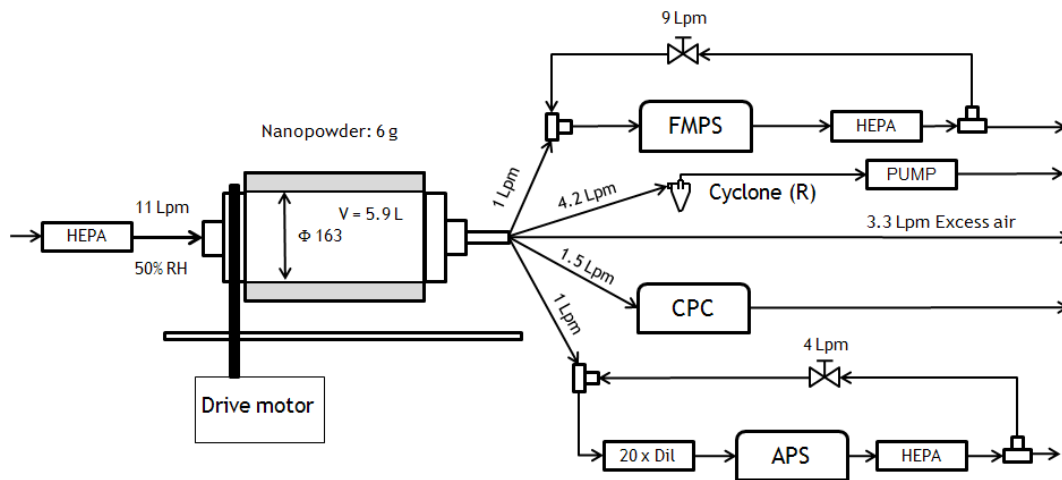 9 Lpm
Nanopowder: 6 g
FMPS
HEPA
1 Lpm
4.2 Lpm
Cyclone (R)
PUMP
11 Lpm
V = 5.9 L
Φ 163
HEPA
50% RH
3.3 Lpm Excess air
1.5 Lpm
CPC
1 Lpm
4 Lpm
Drive motor
20 x Dil
APS
HEPA